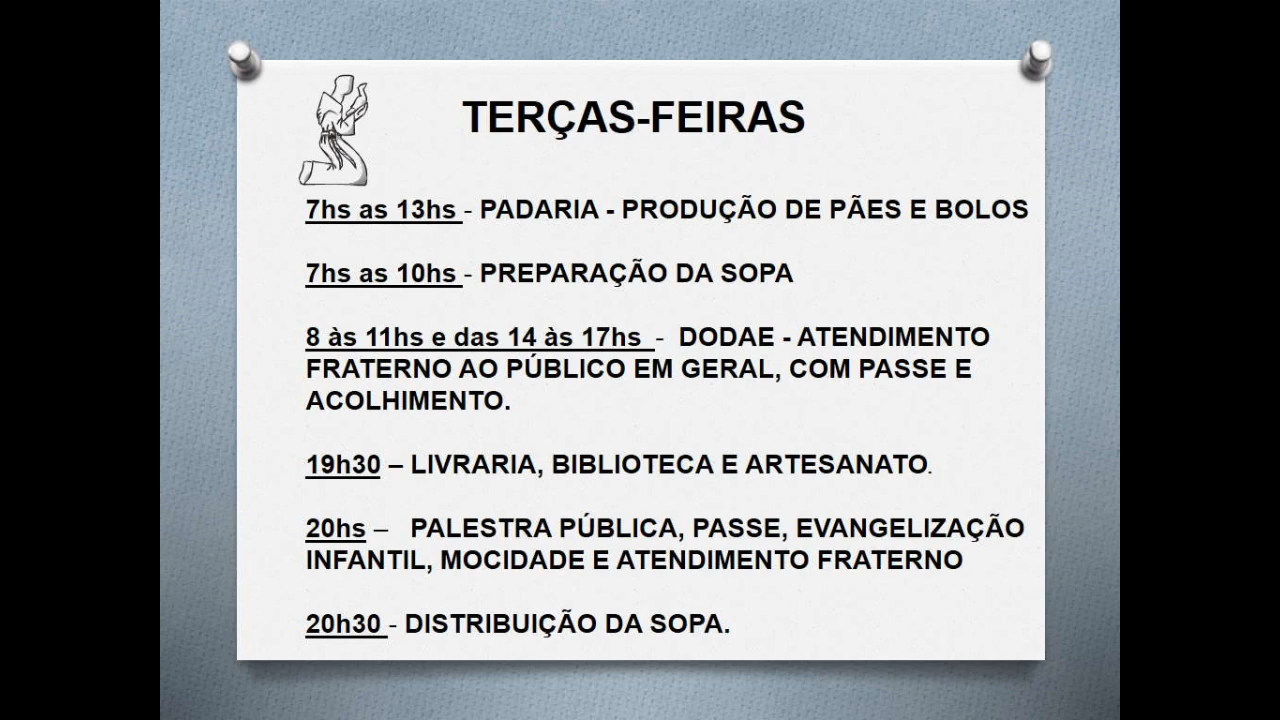 TERÇAS-FEIRAS
7hs as 13hs - PADARIA - PRODUÇÃO DE PÃES E BOLOS
7hs as 10hs - PREPARAÇÃO DA SOPA
8 às 11hs e das 14 às 17hs - DODAE - ATENDIMENTO
FRATERNO AO PÚBLICO EM GERAL, COM PASSE E
ACOLHIMENTO.
19h30 – LIVRARIA, BIBLIOTECA E ARTESANATO.
20hs – PALESTRA PÚBLICA, PASSE, EVANGELIZAÇÃO
INFANTIL, MOCIDADE E ATENDIMENTO FRATERNO
20h30 - DISTRIBUIÇÃO DA SOPA.